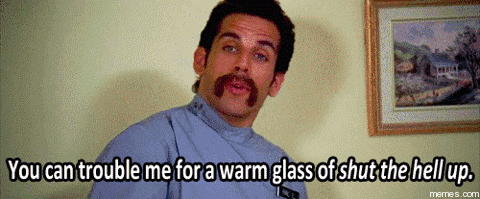 You can trouble me for a warm glass of shut the hell up.
memes.com